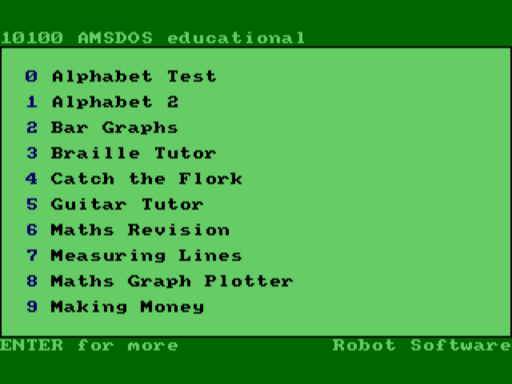 10100 AMSDOS educational
0 Alphabet Test
1 Alphabet 2
2 Bar Graphs
3 Braille Tutor
4 Catch the Flork
5 Guitar Tutor
6 Maths Revision
7 Measuring Lines
8 Maths Graph Plotter
9 Making Money
ENTER for more Robot Software